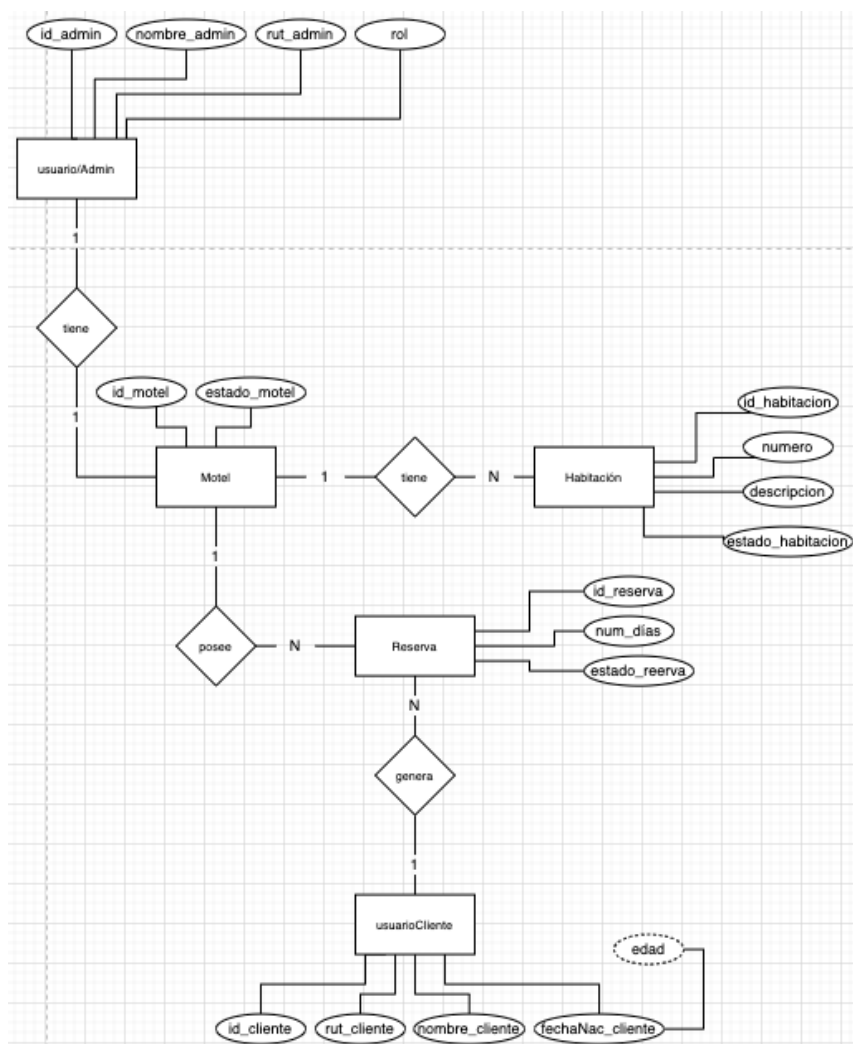 id_admin
nombre_admin
rut_admin
rol
usuario/Admin
1
tiene
1
id_motel
estado_motel
Motel
1
tiene
N
Habitación
id_habitacion
numero
descripcion
estado_habitacion
1
posee
N
Reserva
id_reserva
num_días
estado_reerva
N
genera
1
usuarioCliente
edad
id_cliente
rut_cliente
nombre_cliente
fechaNac_cliente